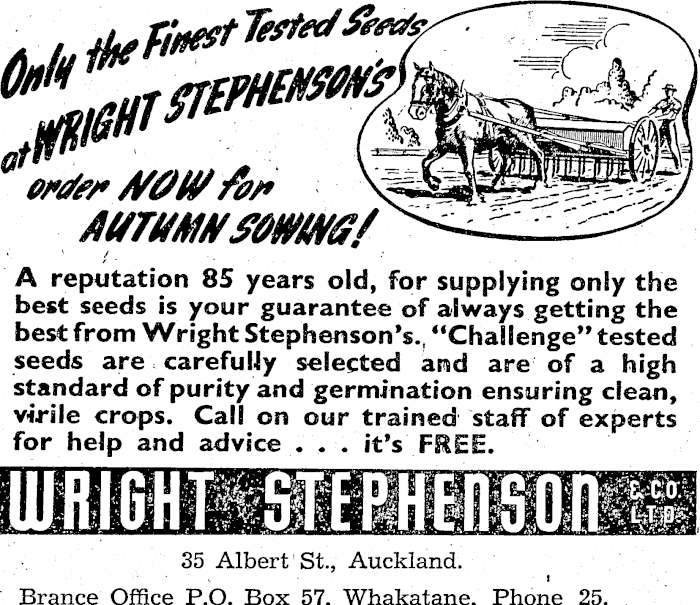 Only the Finest Tested Seeds
at WRIGHT STEPHENSON'S
order NOW for
AUTUMN SOWING!
A reputation 85 years old, for supplying only the
best seeds is your guarantee of always getting the
best from Wright Stephenson's. "Challenge" tested
seeds are carefully selected and are of a high
standard of purity and germination ensuring clean,
virile crops. Call on our trained staff of experts
for help and advice . . . it's FREE.
WRIGHT STEPHENSON & CO. LTD.
35 Albert St., Auckland.
Brance Office P.O. Box 57, Whakatane, Phone 25.